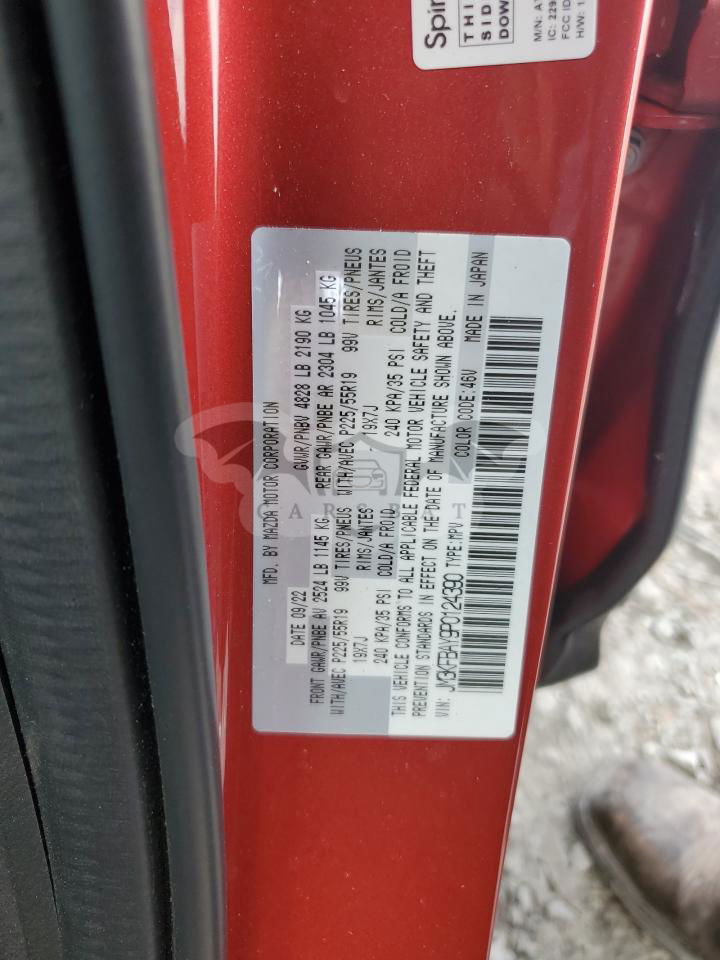 Spir
THI
SID
DOW
M/N: AT
IC: 229
FCC ID
H/W: 1.
MFD. BY MAZDA MOTOR CORPORATION
DATE 09/22 GVWR/PNBV 4828 LB 2190 KG
FRONT GAWR/PNBE AV 2524 LB 1145 KG REAR GAWR/PNBE AR 2304 LB 1045 KG
WITH/AVEC P225/55R19 99V TIRES/PNEUS WITH/AVEC P225/55R19 99V TIRES/PNEUS
19X7J RIMS/JANTES 19X7J RIMS/JANTES
240 KPA/35 PSI COLD/A FROID 240 KPA/35 PSI COLD/A FROID
THIS VEHICLE CONFORMS TO ALL APPLICABLE FEDERAL MOTOR VEHICLE SAFETY AND THEFT
PREVENTION STANDARDS IN EFFECT ON THE DATE OF MANUFACTURE SHOWN ABOVE.
VIN: JM3KFBAY9P0124390 TYPE:MPV COLOR CODE:46V MADE IN JAPAN